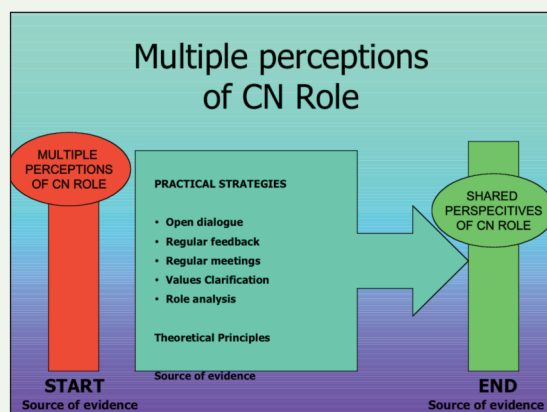 Multiple perceptions
of CN Role
MULTIPLE
PERCEPTIONS
OF CN ROLE
PRACTICAL STRATEGIES
• Open dialogue
• Regular feedback
• Regular meetings
• Values Clarification
• Role analysis
Theoretical Principles
Source of evidence
SHARED
PERSPECITIVES
OF CN ROLE
START
Source of evidence
END
Source of evidence